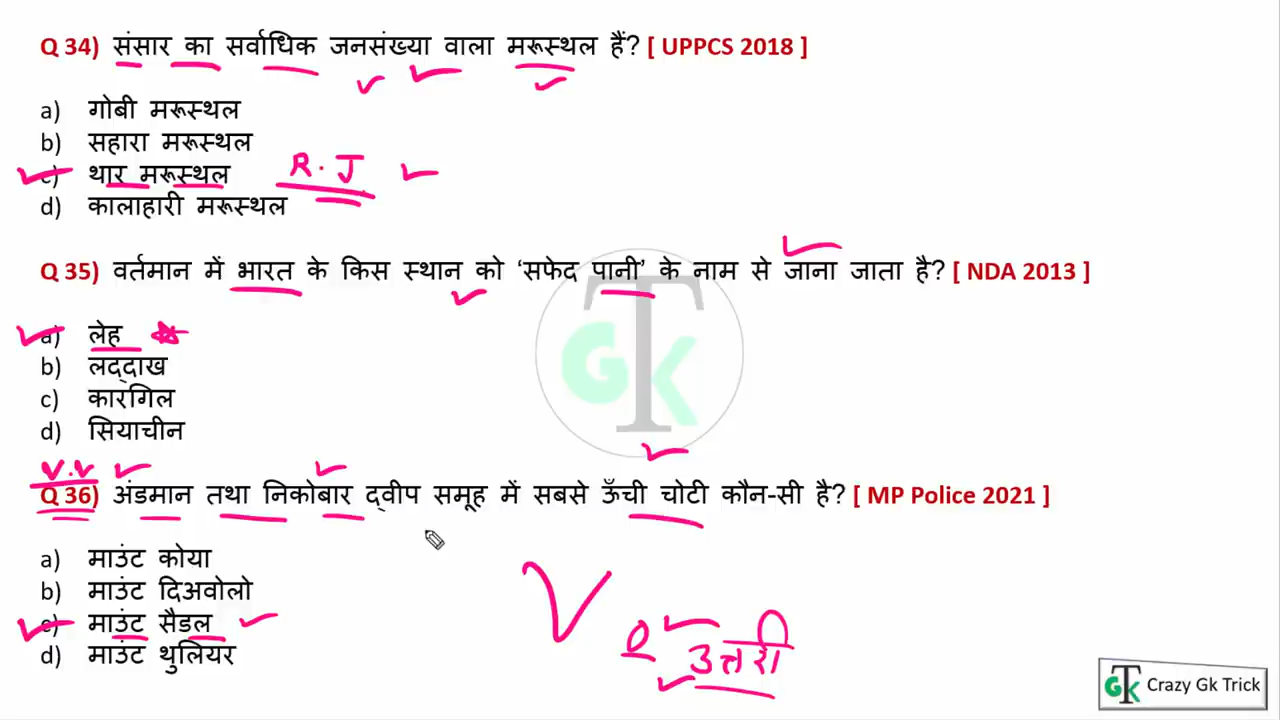 Q 34) संसार का सर्वाधिक जनसंख्या वाला मरूस्थल हैं? [ UPPCS 2018 ]
a) गोबी मरूस्थल
b) सहारा मरूस्थल
c) थार मरूस्थल R.J
d) कालाहारी मरूस्थल
Q 35) वर्तमान में भारत के किस स्थान को ‘सफेद पानी’ के नाम से जाना जाता है? [ NDA 2013 ]
a) लेह
b) लद्दाख
c) कारगिल
d) सियाचीन
V.V
Q 36) अंडमान तथा निकोबार द्वीप समूह में सबसे ऊँची चोटी कौन-सी है? [ MP Police 2021 ]
a) माउंट कोया
b) माउंट दिअवोलो
c) माउंट सैडल
d) माउंट थुलियर
उत्तरी
TGK
TGK Crazy Gk Trick